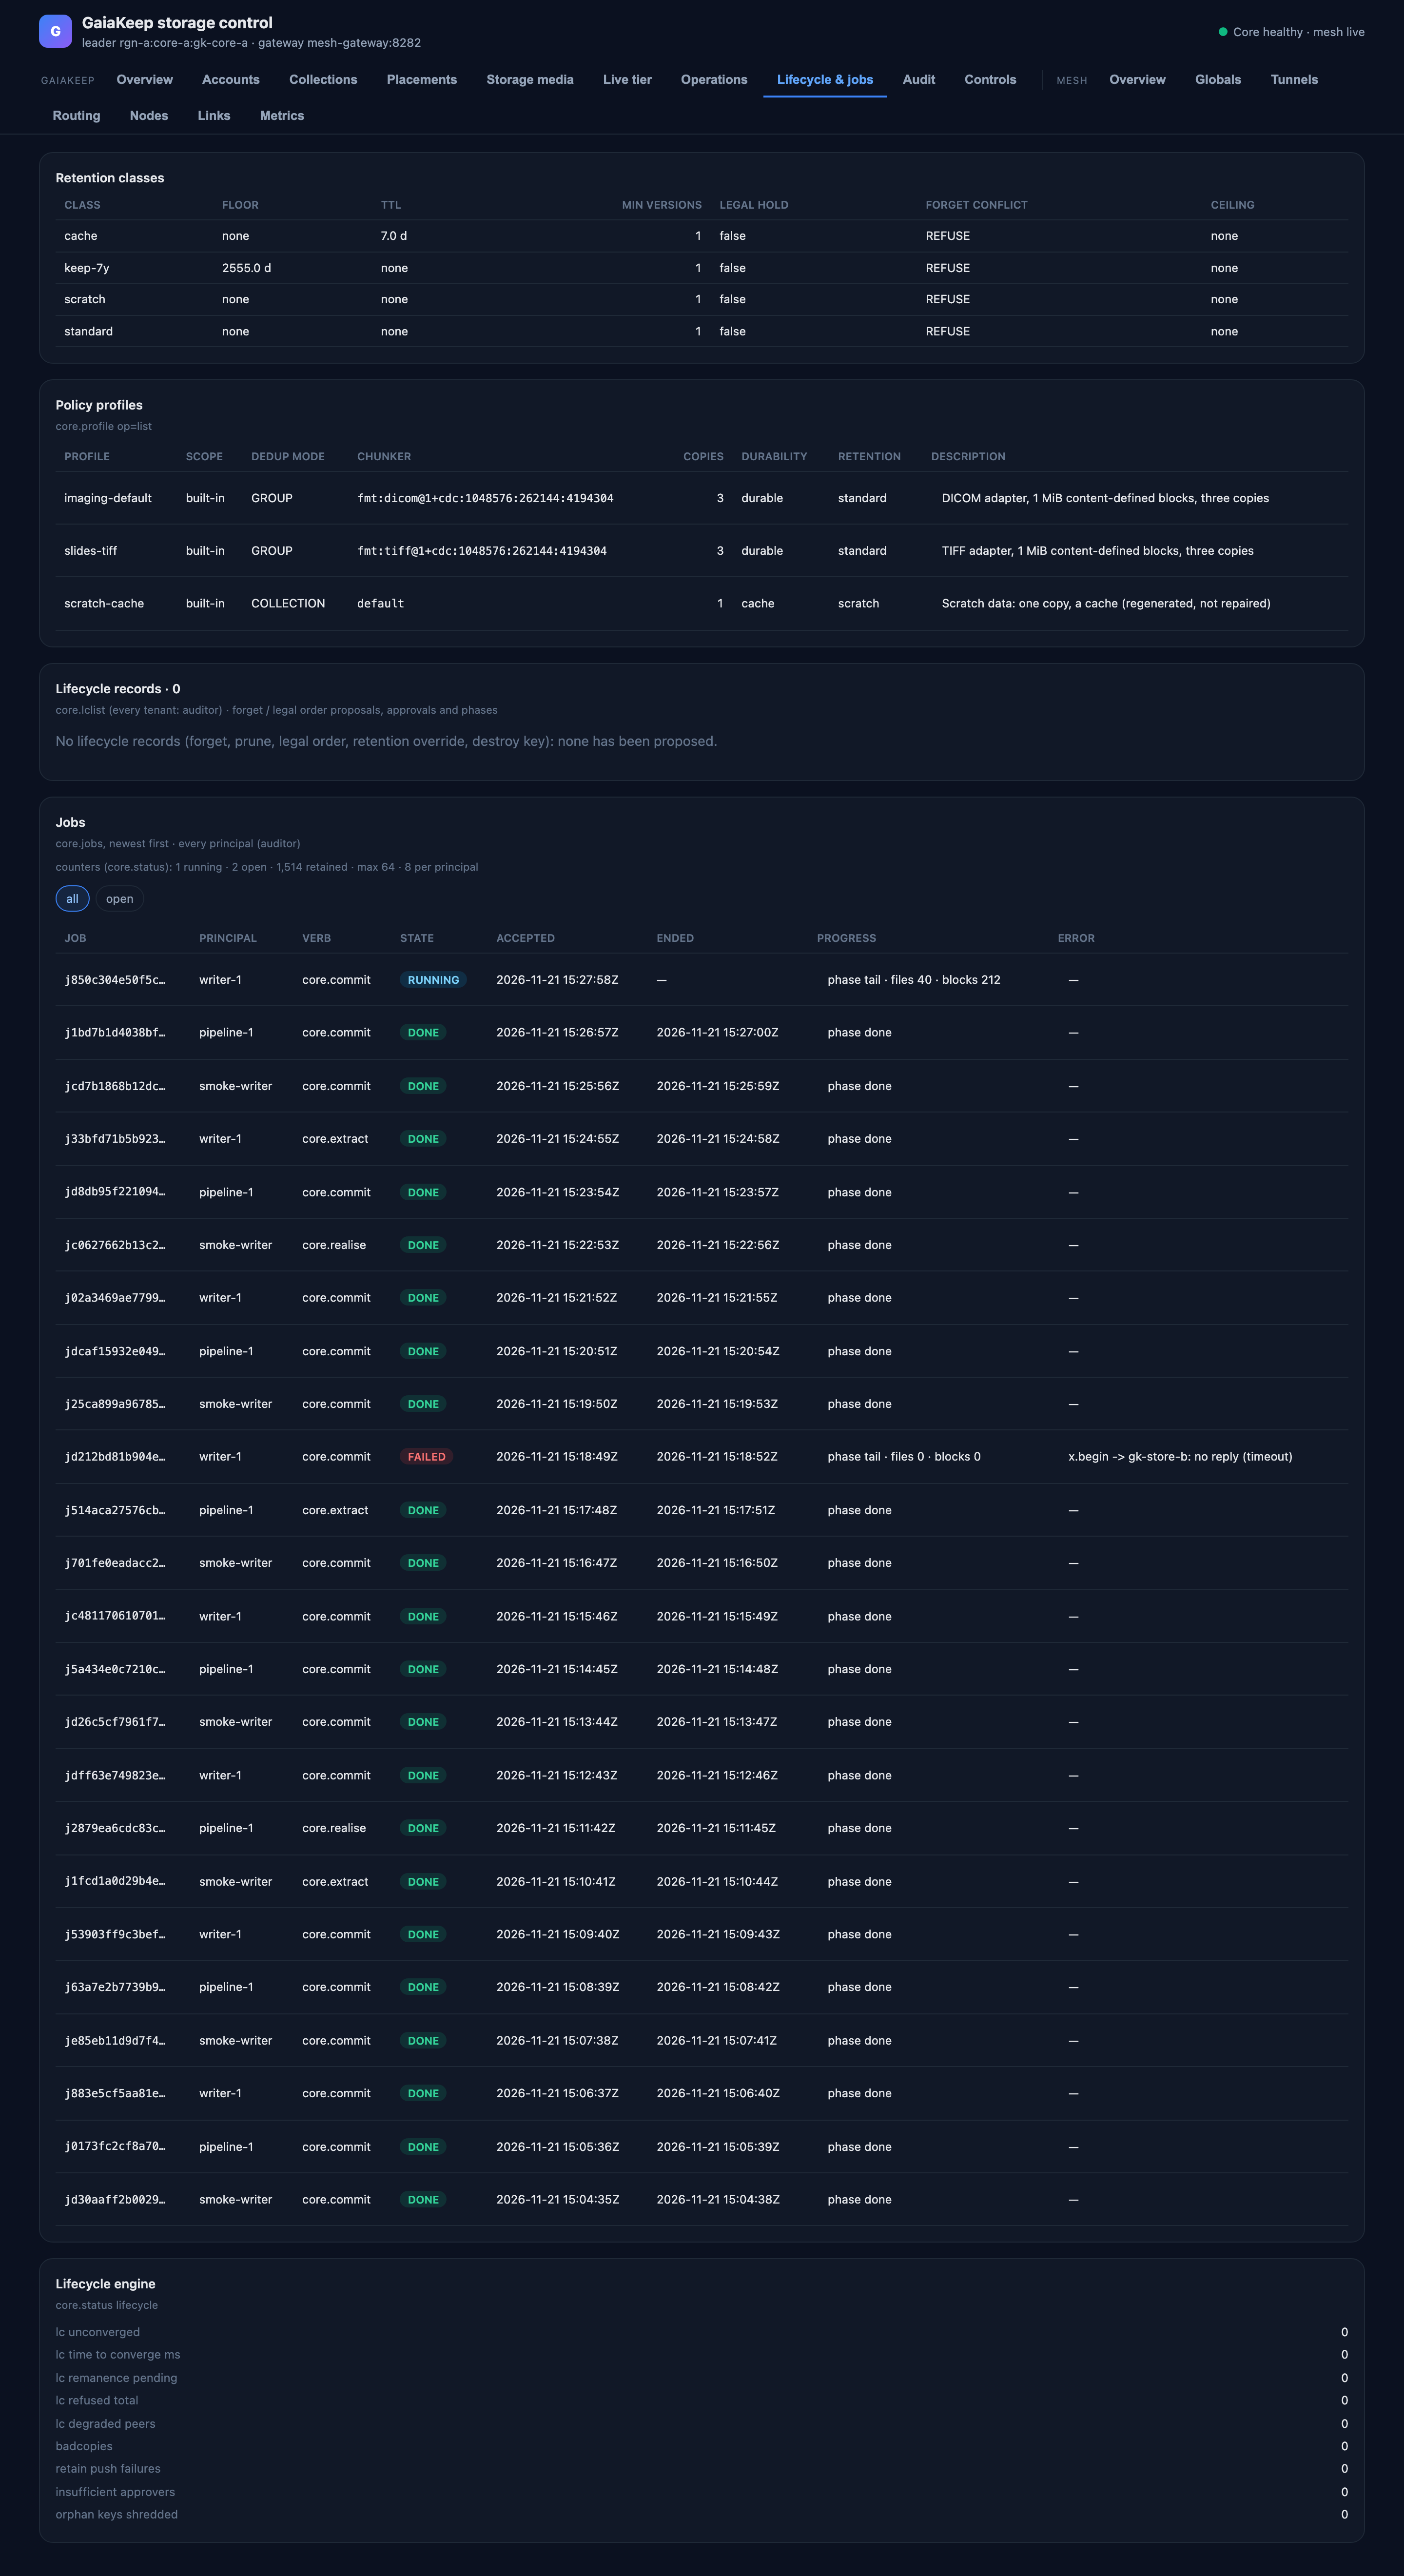 G
GaiaKeep storage control
leader rgn-a:core-a:gk-core-a · gateway mesh-gateway:8282
Core healthy · mesh live
GAIAKEEP Overview Accounts Collections Placements Storage media Live tier Operations Lifecycle & jobs Audit Controls MESH Overview Globals Tunnels
Routing Nodes Links Metrics
Retention classes
CLASS FLOOR TTL MIN VERSIONS LEGAL HOLD FORGET CONFLICT CEILING
cache none 7.0 d 1 false REFUSE none
keep-7y 2555.0 d none 1 false REFUSE none
scratch none none 1 false REFUSE none
standard none none 1 false REFUSE none
Policy profiles
core.profile op=list
PROFILE SCOPE DEDUP MODE CHUNKER COPIES DURABILITY RETENTION DESCRIPTION
imaging-default built-in GROUP fmt:dicom@1+cdc:1048576:262144:4194304 3 durable standard DICOM adapter, 1 MiB content-defined blocks, three copies
slides-tiff built-in GROUP fmt:tiff@1+cdc:1048576:262144:4194304 3 durable standard TIFF adapter, 1 MiB content-defined blocks, three copies
scratch-cache built-in COLLECTION default 1 cache scratch Scratch data: one copy, a cache (regenerated, not repaired)
Lifecycle records · 0
core.lclist (every tenant: auditor) · forget / legal order proposals, approvals and phases
No lifecycle records (forget, prune, legal order, retention override, destroy key): none has been proposed.
Jobs
core.jobs, newest first · every principal (auditor)
counters (core.status): 1 running · 2 open · 1,514 retained · max 64 · 8 per principal
all open
JOB PRINCIPAL VERB STATE ACCEPTED ENDED PROGRESS ERROR
j850c304e50f5c… writer-1 core.commit RUNNING 2026-11-21 15:27:58Z — phase tail · files 40 · blocks 212 —
j1bd7b1d4038bf… pipeline-1 core.commit DONE 2026-11-21 15:26:57Z 2026-11-21 15:27:00Z phase done —
jcd7b1868b12dc… smoke-writer core.commit DONE 2026-11-21 15:25:56Z 2026-11-21 15:25:59Z phase done —
j33bfd71b5b923… writer-1 core.extract DONE 2026-11-21 15:24:55Z 2026-11-21 15:24:58Z phase done —
jd8db95f221094… pipeline-1 core.commit DONE 2026-11-21 15:23:54Z 2026-11-21 15:23:57Z phase done —
jc0627662b13c2… smoke-writer core.realise DONE 2026-11-21 15:22:53Z 2026-11-21 15:22:56Z phase done —
j02a3469ae7799… writer-1 core.commit DONE 2026-11-21 15:21:52Z 2026-11-21 15:21:55Z phase done —
jdcaf15932e049… pipeline-1 core.commit DONE 2026-11-21 15:20:51Z 2026-11-21 15:20:54Z phase done —
j25ca899a96785… smoke-writer core.commit DONE 2026-11-21 15:19:50Z 2026-11-21 15:19:53Z phase done —
jd212bd81b904e… writer-1 core.commit FAILED 2026-11-21 15:18:49Z 2026-11-21 15:18:52Z phase tail · files 0 · blocks 0 x.begin -> gk-store-b: no reply (timeout)
j514aca27576cb… pipeline-1 core.extract DONE 2026-11-21 15:17:48Z 2026-11-21 15:17:51Z phase done —
j701fe0eadacc2… smoke-writer core.commit DONE 2026-11-21 15:16:47Z 2026-11-21 15:16:50Z phase done —
jc481170610701… writer-1 core.commit DONE 2026-11-21 15:15:46Z 2026-11-21 15:15:49Z phase done —
j5a434e0c7210c… pipeline-1 core.commit DONE 2026-11-21 15:14:45Z 2026-11-21 15:14:48Z phase done —
jd26c5cf7961f7… smoke-writer core.commit DONE 2026-11-21 15:13:44Z 2026-11-21 15:13:47Z phase done —
jdff63e749823e… writer-1 core.commit DONE 2026-11-21 15:12:43Z 2026-11-21 15:12:46Z phase done —
j2879ea6cdc83c… pipeline-1 core.realise DONE 2026-11-21 15:11:42Z 2026-11-21 15:11:45Z phase done —
j1fcd1a0d29b4e… smoke-writer core.extract DONE 2026-11-21 15:10:41Z 2026-11-21 15:10:44Z phase done —
j53903ff9c3bef… writer-1 core.commit DONE 2026-11-21 15:09:40Z 2026-11-21 15:09:43Z phase done —
j63a7e2b7739b9… pipeline-1 core.commit DONE 2026-11-21 15:08:39Z 2026-11-21 15:08:42Z phase done —
je85eb11d9d7f4… smoke-writer core.commit DONE 2026-11-21 15:07:38Z 2026-11-21 15:07:41Z phase done —
j883e5cf5aa81e… writer-1 core.commit DONE 2026-11-21 15:06:37Z 2026-11-21 15:06:40Z phase done —
j0173fc2cf8a70… pipeline-1 core.commit DONE 2026-11-21 15:05:36Z 2026-11-21 15:05:39Z phase done —
jd30aaff2b0029… smoke-writer core.commit DONE 2026-11-21 15:04:35Z 2026-11-21 15:04:38Z phase done —
Lifecycle engine
core.status lifecycle
lc unconverged 0
lc time to converge ms 0
lc remanence pending 0
lc refused total 0
lc degraded peers 0
badcopies 0
retain push failures 0
insufficient approvers 0
orphan keys shredded 0